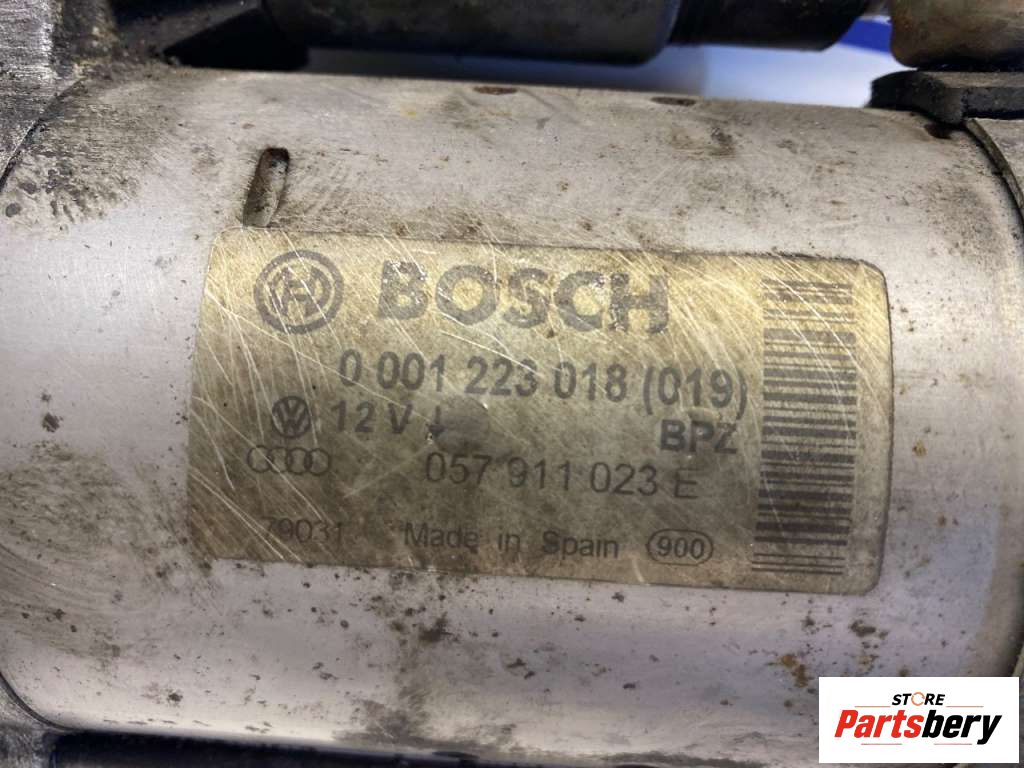 BOSCH
0 001 223 018 (019)
12 V ↓
BPZ
057 911 023 E
79031 Made in Spain 900
STORE
Partsbery